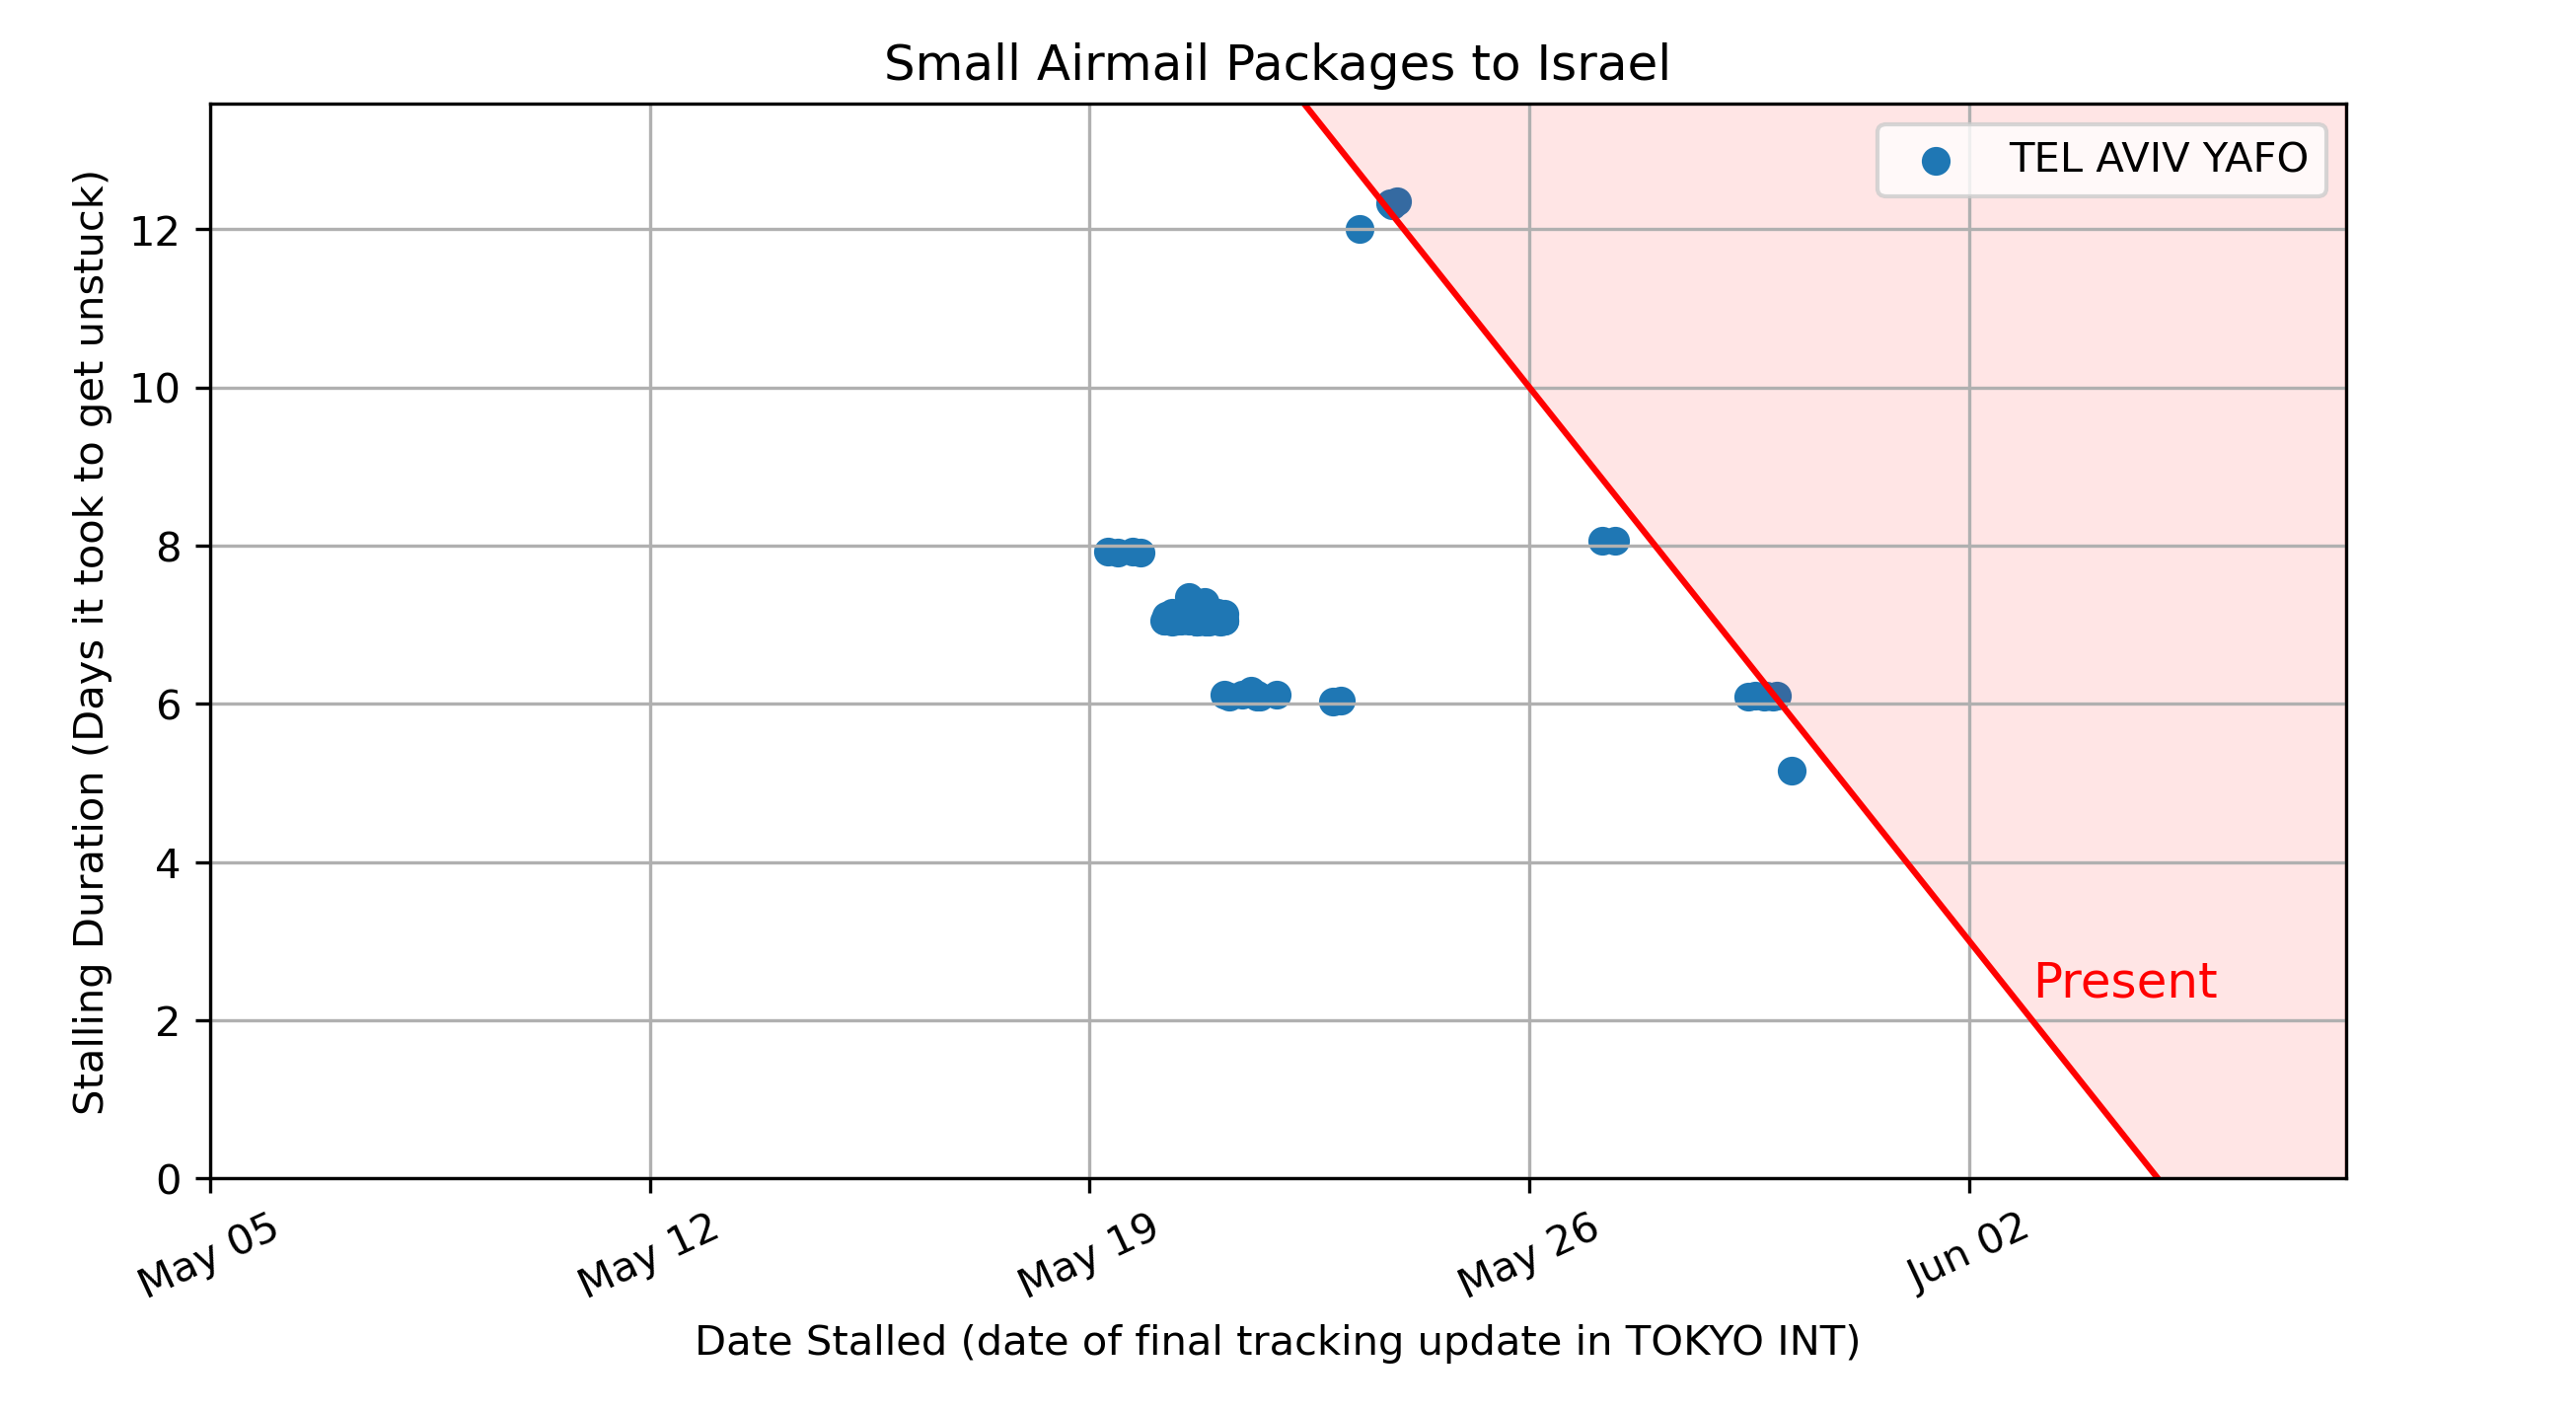 Small Airmail Packages to Israel
TEL AVIV YAFO
Stalling Duration (Days it took to get unstuck)
12
10
8
6
4
2
0
Present
May 05
May 12
May 19
May 26
Jun 02
Date Stalled (date of final tracking update in TOKYO INT)